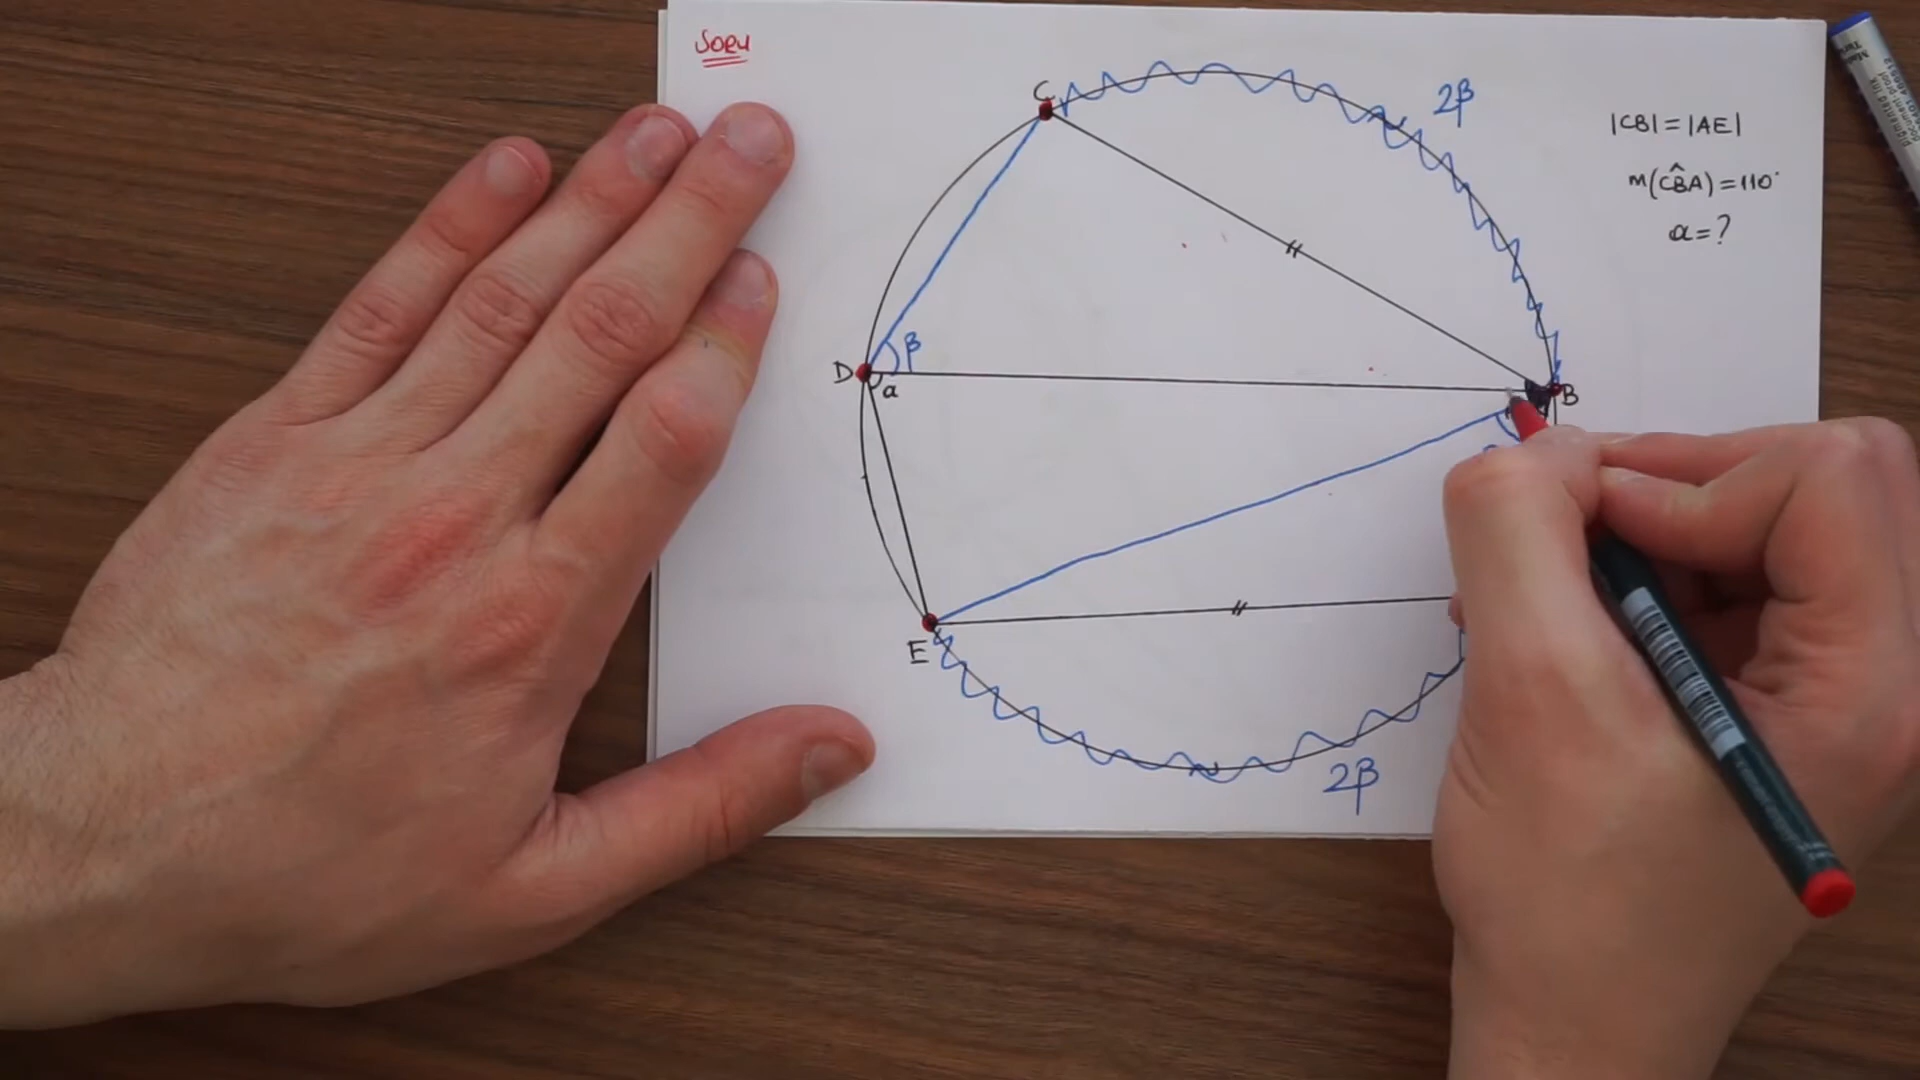 SORU
C
2β
|CB| = |AE|
m(CB̂A) = 110°
a = ?
D
β
a
B
E
2β